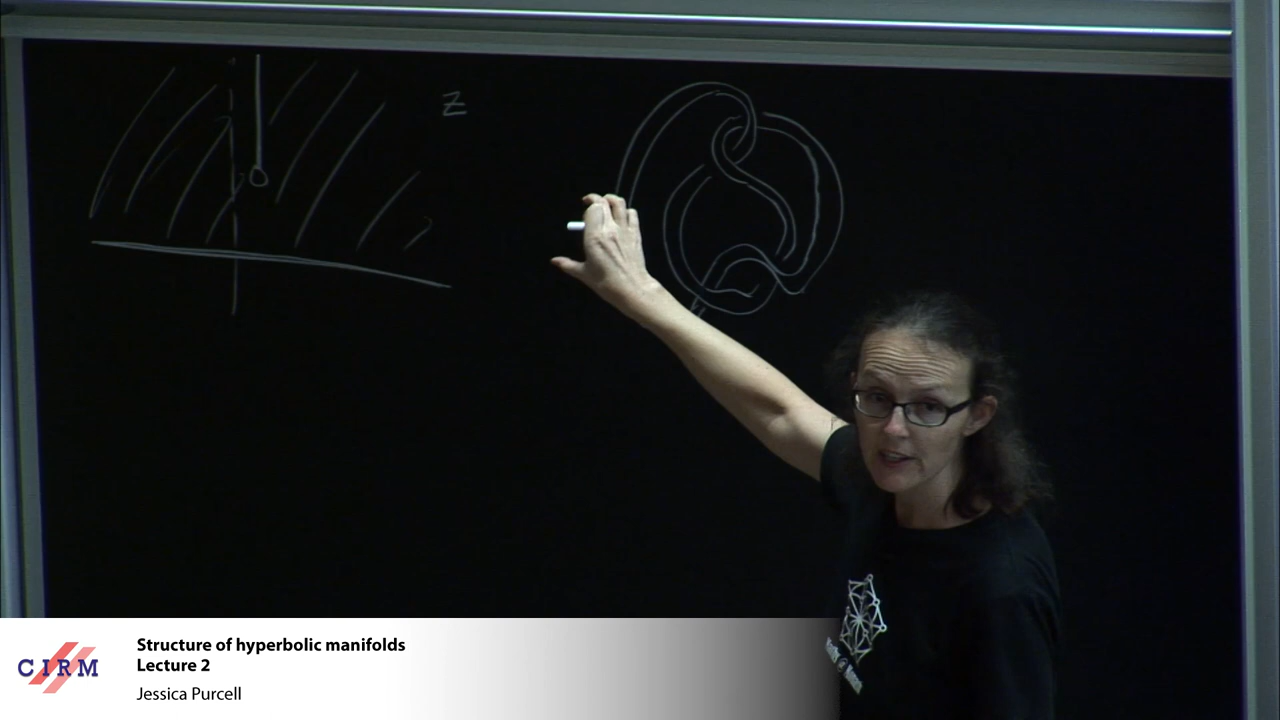 z
CIRM
Structure of hyperbolic manifolds
Lecture 2
Jessica Purcell